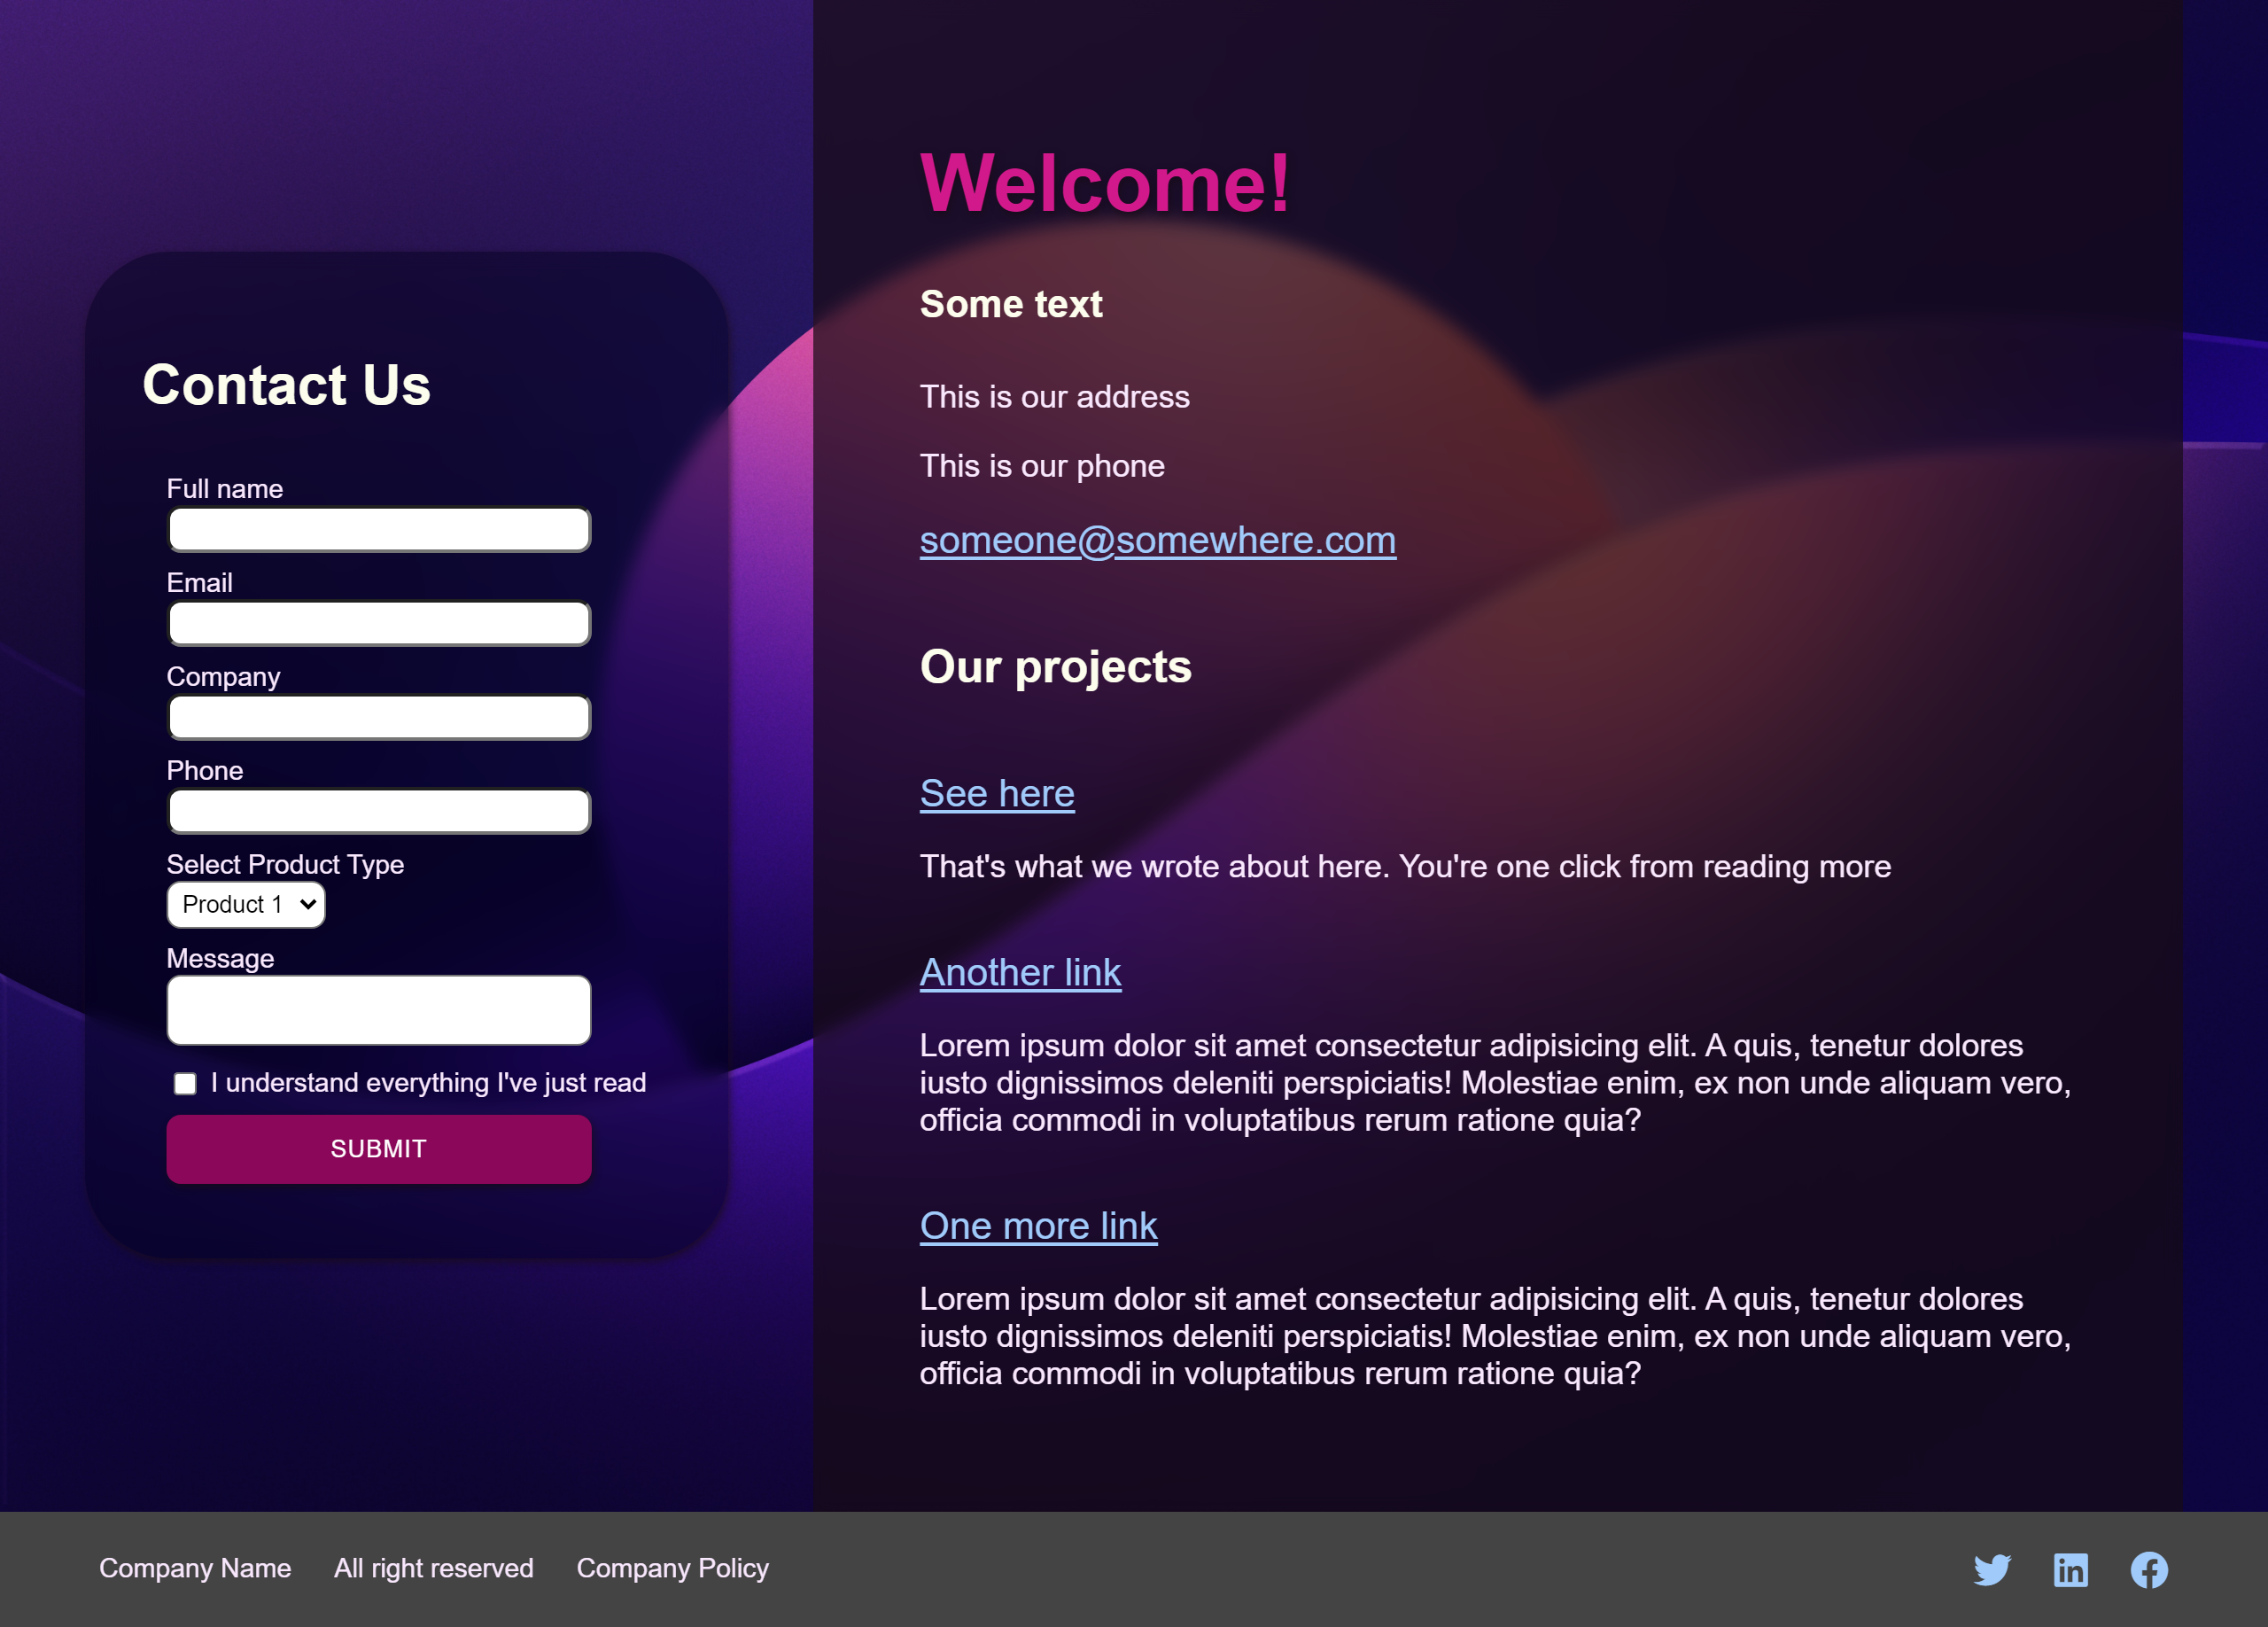 Contact Us
Full name
Email
Company
Phone
Select Product Type
Product 1
Message
I understand everything I've just read
SUBMIT
Welcome!
Some text
This is our address
This is our phone
someone@somewhere.com
Our projects
See here
That's what we wrote about here. You're one click from reading more
Another link
Lorem ipsum dolor sit amet consectetur adipisicing elit. A quis, tenetur dolores
iusto dignissimos deleniti perspiciatis! Molestiae enim, ex non unde aliquam vero,
officia commodi in voluptatibus rerum ratione quia?
One more link
Lorem ipsum dolor sit amet consectetur adipisicing elit. A quis, tenetur dolores
iusto dignissimos deleniti perspiciatis! Molestiae enim, ex non unde aliquam vero,
officia commodi in voluptatibus rerum ratione quia?
Company Name All right reserved Company Policy